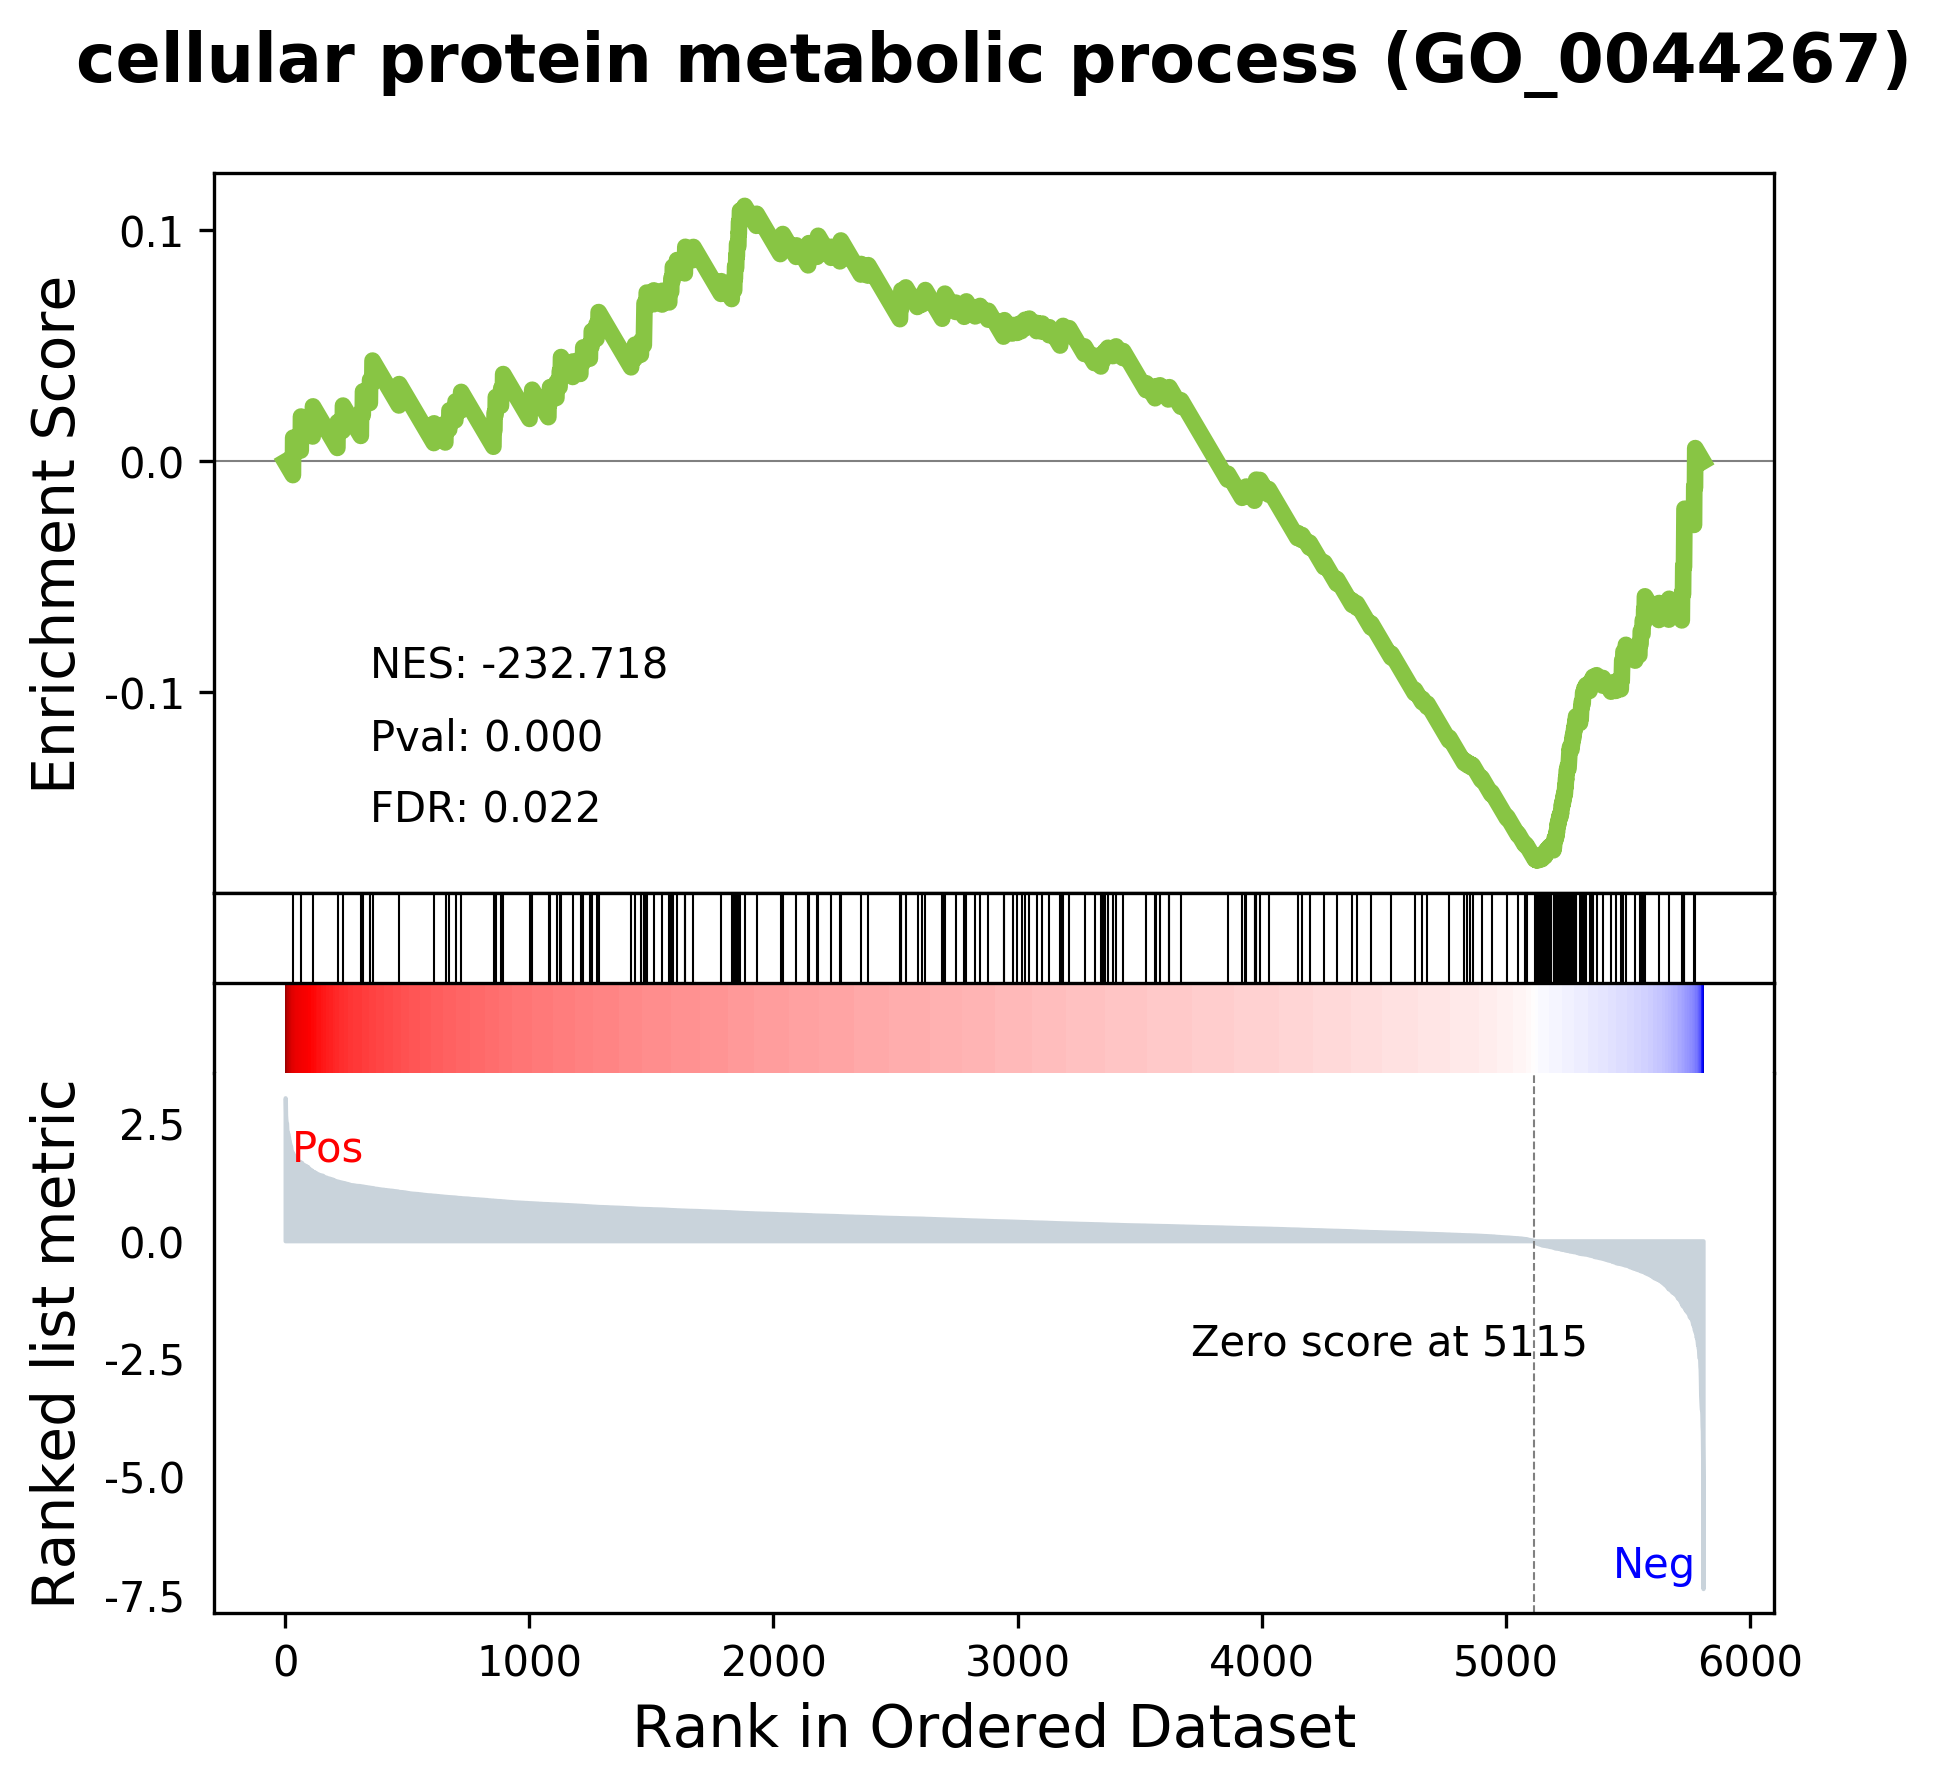 cellular protein metabolic process (GO_0044267)
Enrichment Score
0.1
0.0
-0.1
NES: -232.718
Pval: 0.000
FDR: 0.022
Ranked list metric
2.5
0.0
-2.5
-5.0
-7.5
Pos
Zero score at 5115
Neg
0 1000 2000 3000 4000 5000 6000
Rank in Ordered Dataset